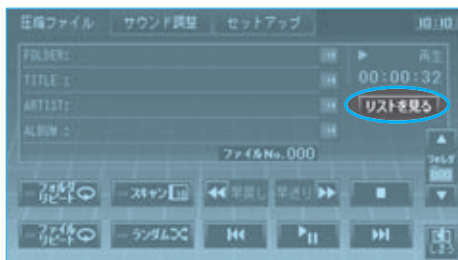 圧縮ファイル サウンド調整 セットアップ 10:10
FOLDER: ▶ 再生
TITLE : 00:00:32
ARTIST: リストを見る
ALBUM :
ファイルNo.000
フォルダ
000
フォルダリピート スキャン 早戻し 早送り
ファイルリピート ランダム しまう